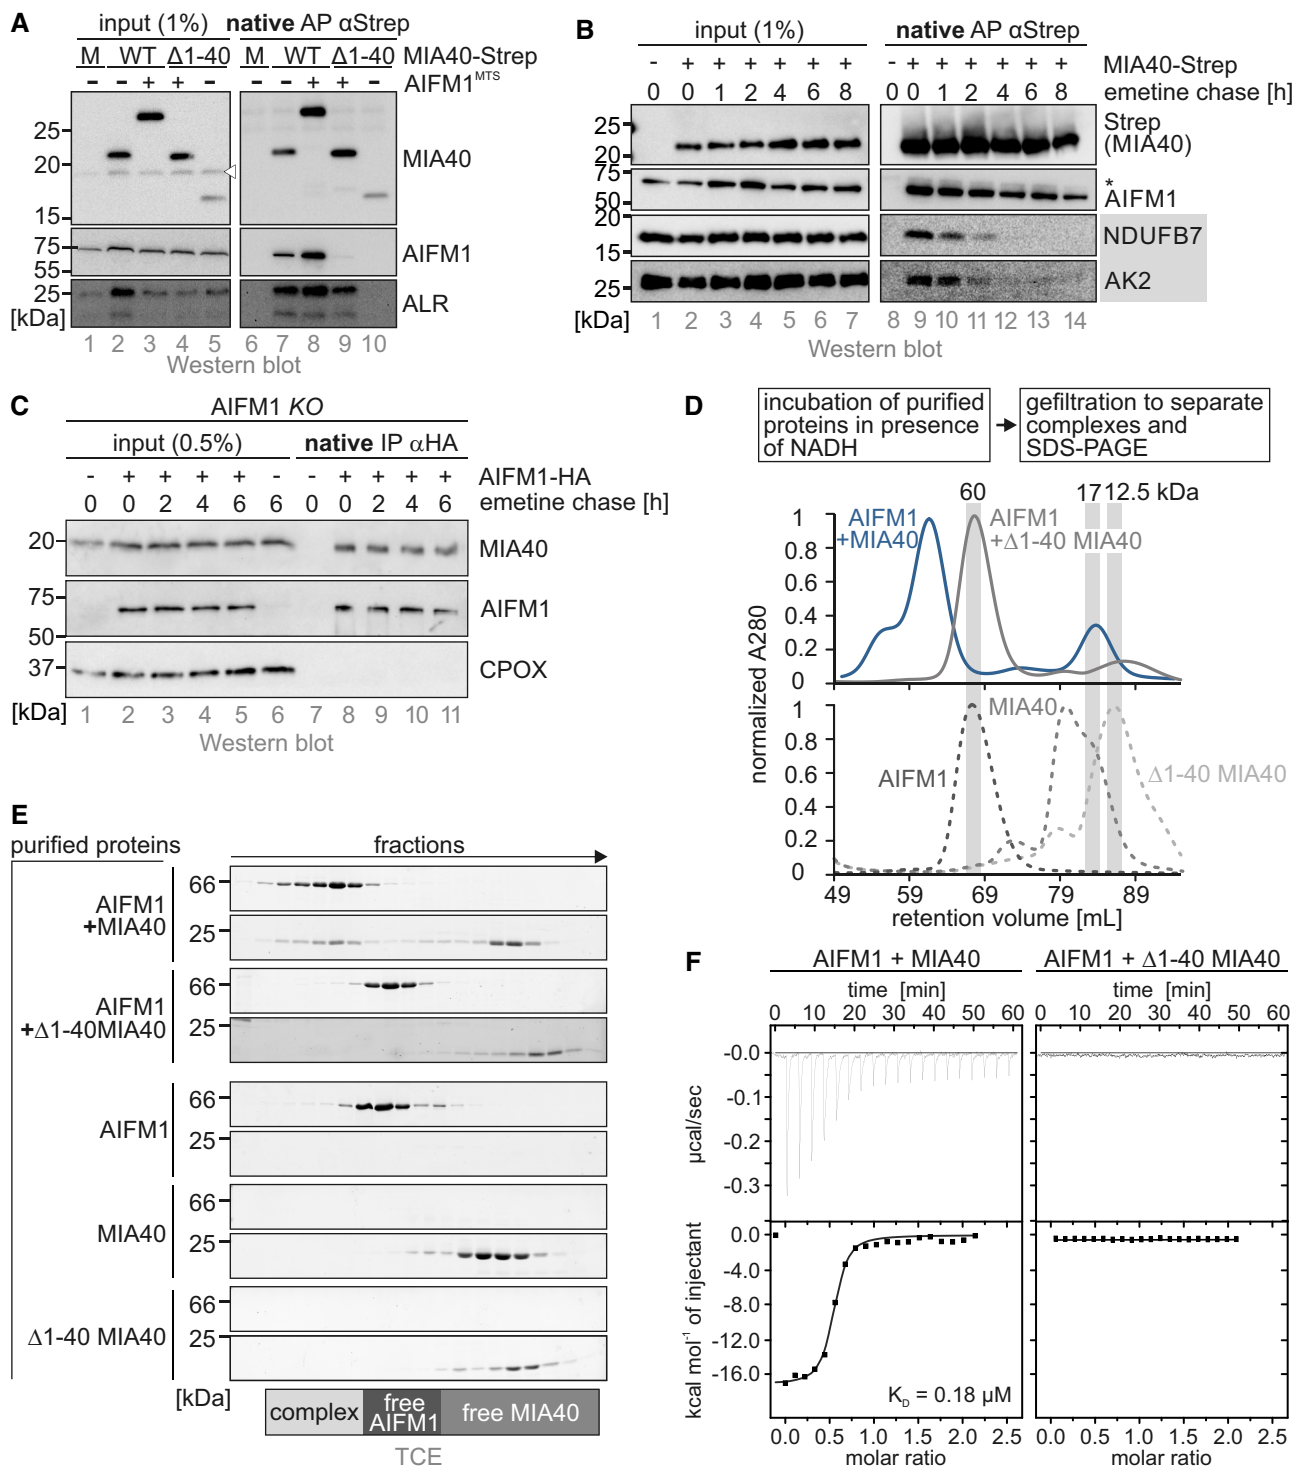 A
input (1%) native AP αStrep
M WT Δ1-40 M WT Δ1-40 MIA40-Strep
- - + + - - - + + - AIFM1MTS
25
20
15
MIA40
75
55
AIFM1
25
ALR
[kDa]
1 2 3 4 5 6 7 8 9 10
Western blot
B
input (1%) native AP αStrep
- + + + + + + - + + + + + + MIA40-Strep
0 0 1 2 4 6 8 0 0 1 2 4 6 8 emetine chase [h]
25
20
Strep
(MIA40)
75
50
*
AIFM1
20
15
NDUFB7
25
AK2
[kDa] 1 2 3 4 5 6 7 8 9 10 11 12 13 14
Western blot
C
AIFM1 KO
input (0.5%) native IP αHA
- + + + + - - + + + + AIFM1-HA
0 0 2 4 6 6 0 0 2 4 6 emetine chase [h]
20
MIA40
75
50
AIFM1
37
CPOX
[kDa] 1 2 3 4 5 6 7 8 9 10 11
Western blot
D
incubation of purified
proteins in presence
of NADH
gefiltration to separate
complexes and
SDS-PAGE
60 17 12.5 kDa
AIFM1
+MIA40
AIFM1
+Δ1-40 MIA40
1
0.8
0.6
0.4
0.2
0
normalized A280
MIA40
AIFM1
Δ1-40 MIA40
1
0.8
0.6
0.4
0.2
0
49 59 69 79 89
retention volume [mL]
E
purified proteins fractions
AIFM1
+MIA40
66
25
AIFM1
+Δ1-40MIA40
66
25
AIFM1
66
25
MIA40
66
25
Δ1-40 MIA40
66
25
[kDa]
complex
free
AIFM1
free MIA40
TCE
F
AIFM1 + MIA40 AIFM1 + Δ1-40 MIA40
time [min] time [min]
0 10 20 30 40 50 60 0 10 20 30 40 50 60
-0.0
-0.1
-0.2
-0.3
µcal/sec
0.0
-4.0
-8.0
-12.0
-16.0
kcal mol-1 of injectant
KD = 0.18 µM
0.0 0.5 1.0 1.5 2.0 2.5 0.0 0.5 1.0 1.5 2.0 2.5
molar ratio molar ratio